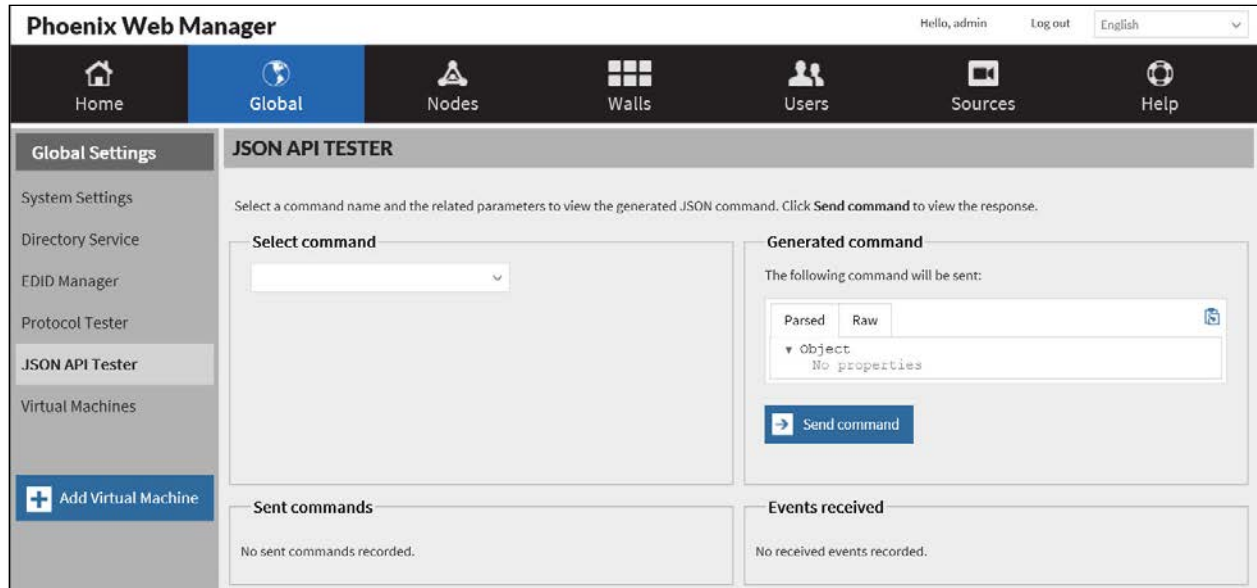 Phoenix Web Manager
Hello, admin
Log out
English
Home
Global
Nodes
Walls
Users
Sources
Help
Global Settings
System Settings
Directory Service
EDID Manager
Protocol Tester
JSON API Tester
Virtual Machines
Add Virtual Machine
JSON API TESTER
Select a command name and the related parameters to view the generated JSON command. Click Send command to view the response.
Select command
Generated command
The following command will be sent:
Parsed
Raw
Object
No properties
Send command
Sent commands
No sent commands recorded.
Events received
No received events recorded.